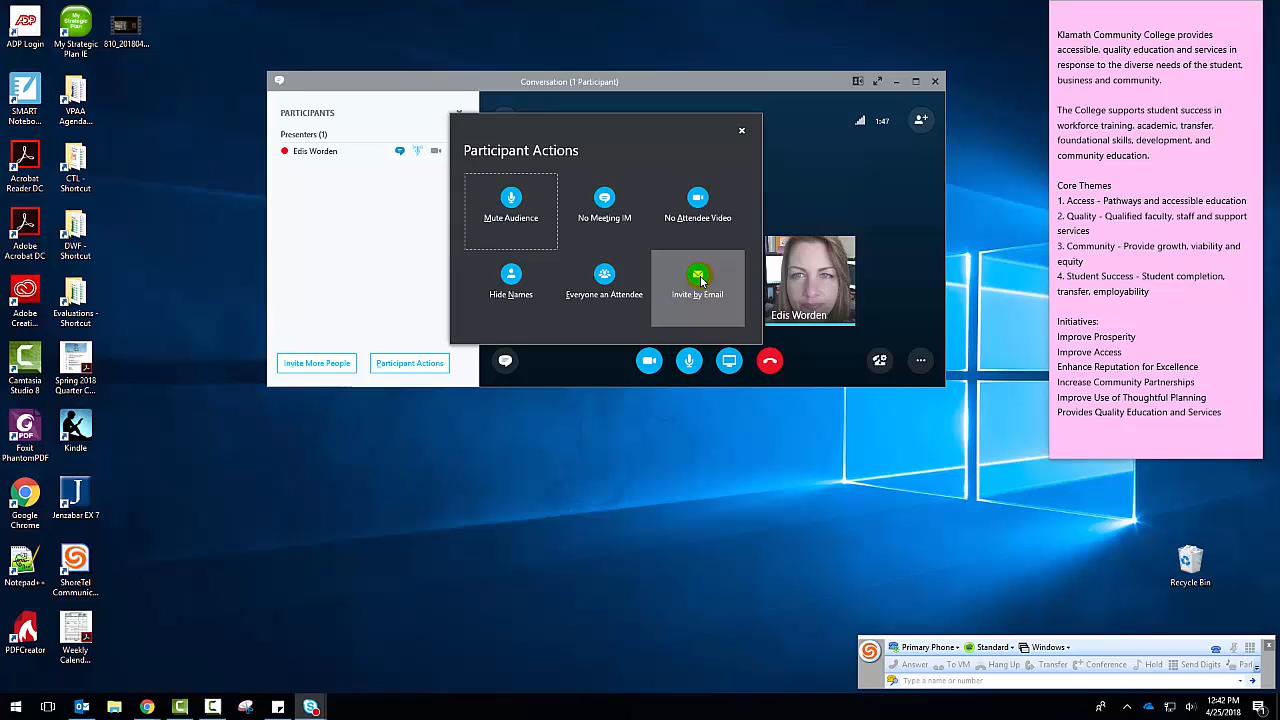 ADP Login
My Strategic
Plan IE
810_201804...
SMART
Notebo...
VPAA
Agenda...
Acrobat
Reader DC
CTL -
Shortcut
Adobe
Acrobat DC
DWF -
Shortcut
Adobe
Creati...
Evaluations -
Shortcut
Camtasia
Studio 8
Spring 2018
Quarter C...
Foxit
PhantomPDF
Kindle
Google
Chrome
Jenzabar EX 7
Notepad++
ShoreTel
Communic...
PDFCreator
Weekly
Calend...
Conversation (1 Participant)
PARTICIPANTS
Presenters (1)
Edis Worden
Invite More People
Participant Actions
1:47
Participant Actions
Mute Audience
No Meeting IM
No Attendee Video
Hide Names
Everyone an Attendee
Invite by Email
Edis Worden
Klamath Community College provides
accessible, quality education and services in
response to the diverse needs of the student,
business and community.
The College supports student success in
workforce training, academic, transfer,
foundational skills, development, and
community education.
Core Themes
1. Access - Pathways and accessible education
2. Quality - Qualified faculty, staff and support
services
3. Community - Provide growth, viability and
equity
4. Student Success - Student completion,
transfer, employability
Initiatives:
Improve Prosperity
Improve Access
Enhance Reputation for Excellence
Increase Community Partnerships
Improve Use of Thoughtful Planning
Provides Quality Education and Services
Recycle Bin
Primary Phone
Standard
Windows
Answer
To VM
Hang Up
Transfer
Conference
Hold
Send Digits
Parl
Type a name or number
12:42 PM
4/25/2018